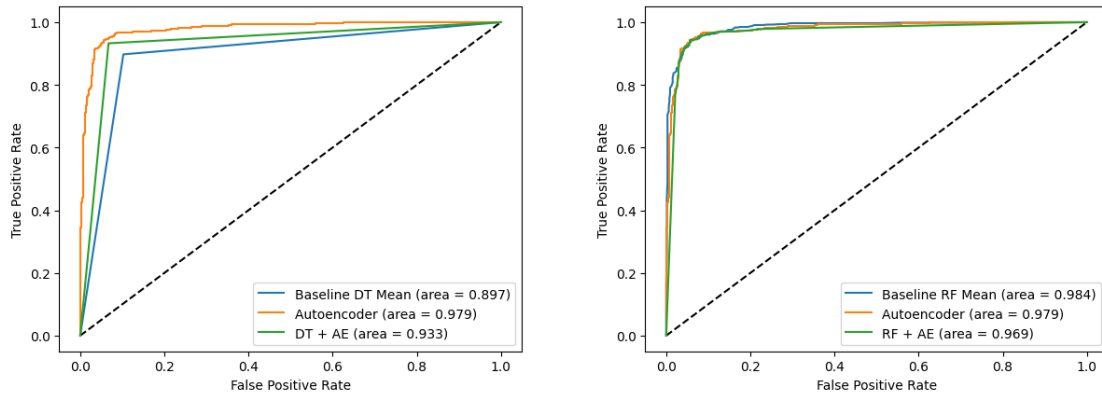 1.0
0.8
0.6
0.4
0.2
0.0
True Positive Rate
Baseline DT Mean (area = 0.897)
Autoencoder (area = 0.979)
DT + AE (area = 0.933)
0.0 0.2 0.4 0.6 0.8 1.0
False Positive Rate
1.0
0.8
0.6
0.4
0.2
0.0
True Positive Rate
Baseline RF Mean (area = 0.984)
Autoencoder (area = 0.979)
RF + AE (area = 0.969)
0.0 0.2 0.4 0.6 0.8 1.0
False Positive Rate